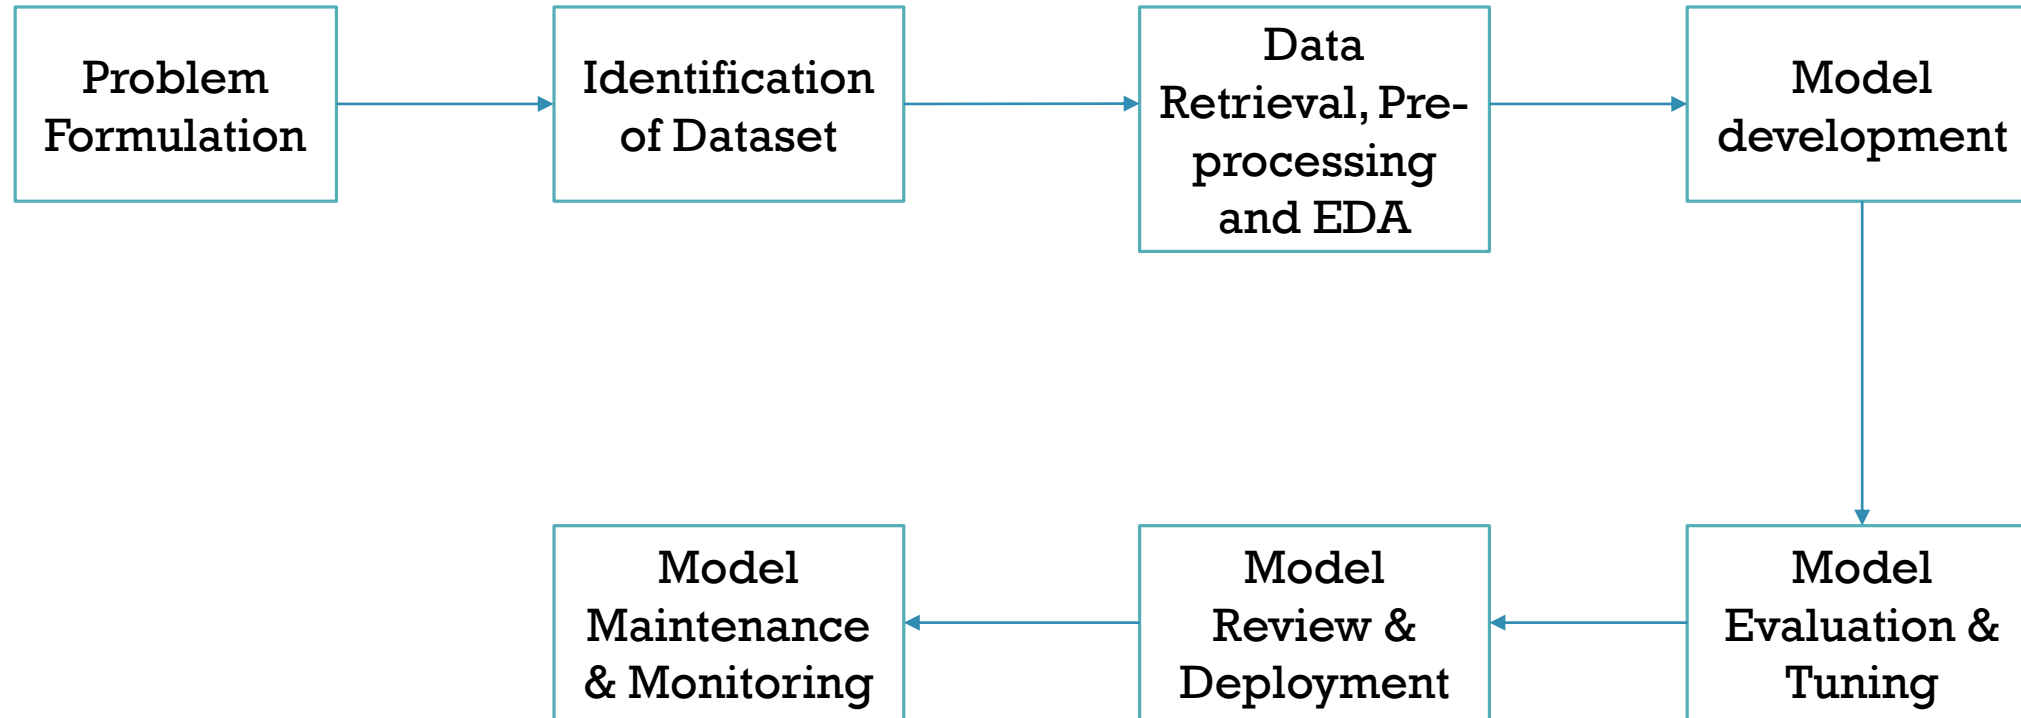 Problem
Formulation
Identification
of Dataset
Data
Retrieval, Pre-
processing
and EDA
Model
development
Model
Evaluation &
Tuning
Model
Review &
Deployment
Model
Maintenance
& Monitoring